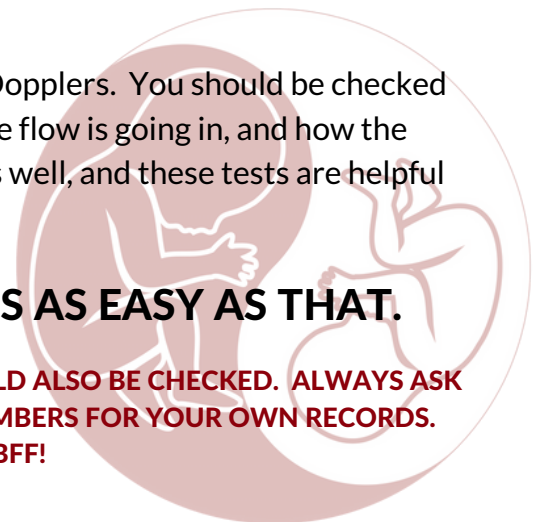 Dopplers. You should be checked
e flow is going in, and how the
s well, and these tests are helpful
S AS EASY AS THAT.
LD ALSO BE CHECKED. ALWAYS ASK
MBERS FOR YOUR OWN RECORDS.
BFF!